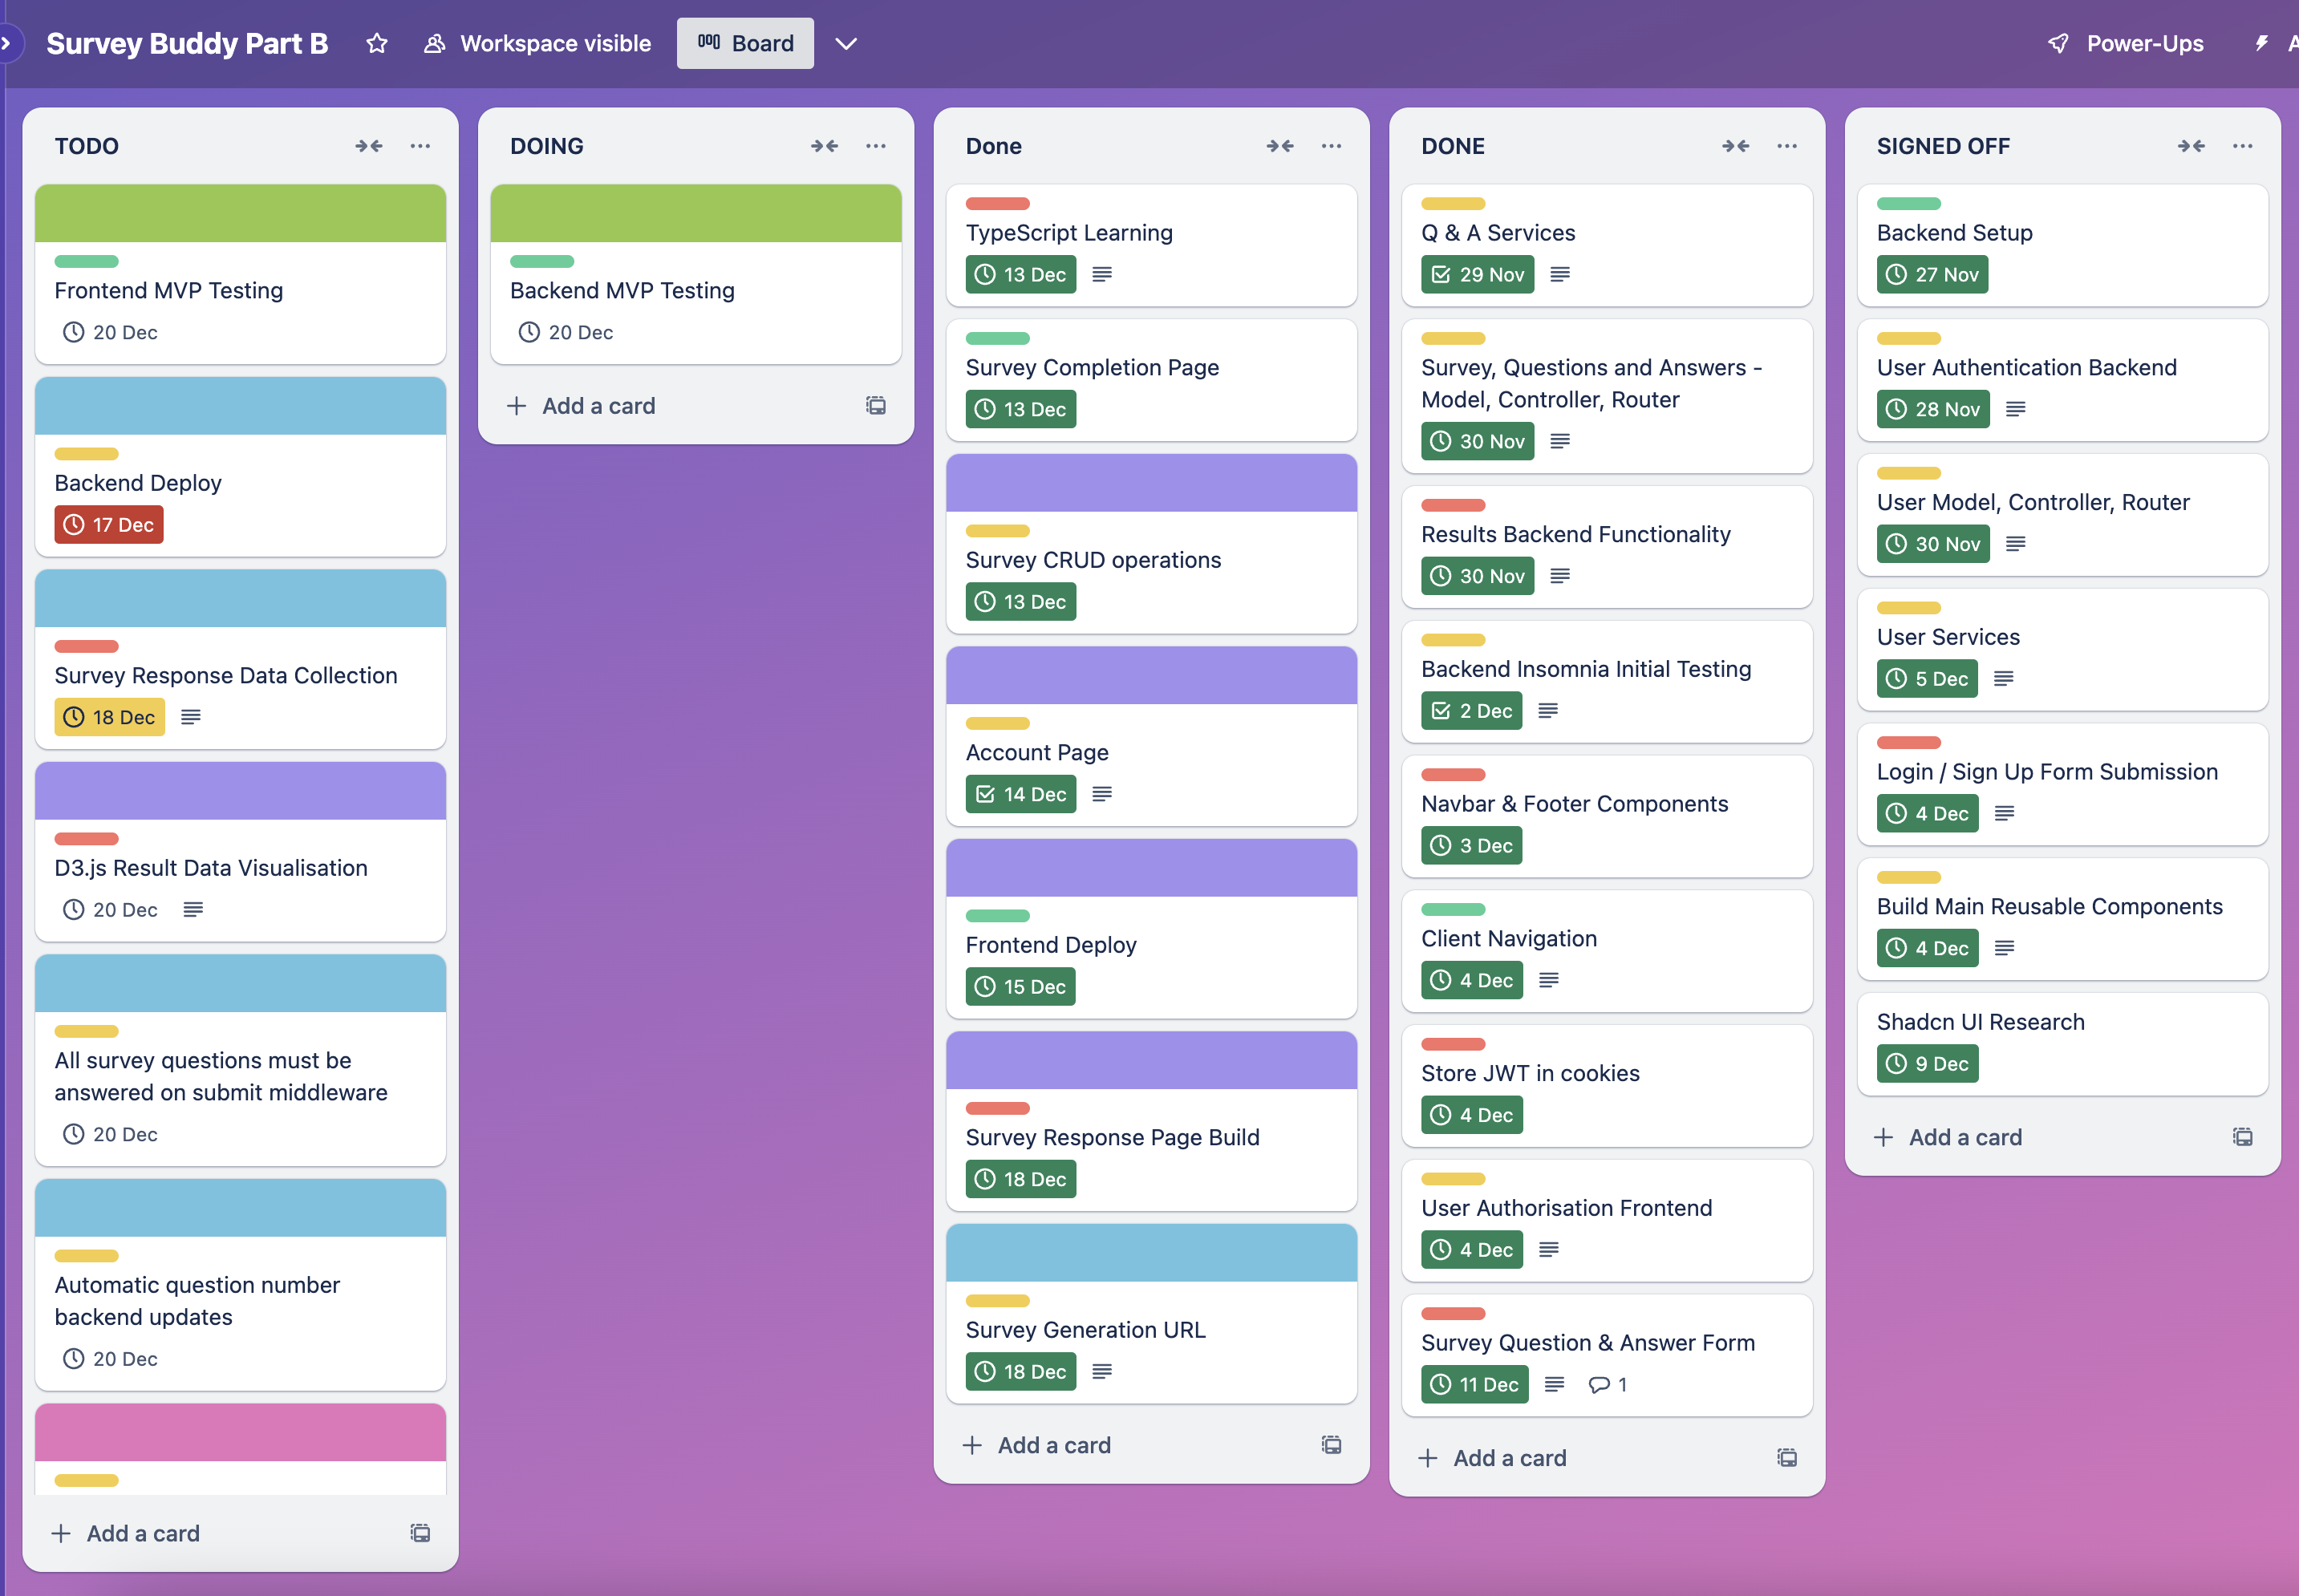 Survey Buddy Part B
Workspace visible
Board
Power-Ups
TODO
Frontend MVP Testing
20 Dec
Backend Deploy
17 Dec
Survey Response Data Collection
18 Dec
D3.js Result Data Visualisation
20 Dec
All survey questions must be
answered on submit middleware
20 Dec
Automatic question number
backend updates
20 Dec
Add a card
DOING
Backend MVP Testing
20 Dec
Add a card
Done
TypeScript Learning
13 Dec
Survey Completion Page
13 Dec
Survey CRUD operations
13 Dec
Account Page
14 Dec
Frontend Deploy
15 Dec
Survey Response Page Build
18 Dec
Survey Generation URL
18 Dec
Add a card
DONE
Q & A Services
29 Nov
Survey, Questions and Answers -
Model, Controller, Router
30 Nov
Results Backend Functionality
30 Nov
Backend Insomnia Initial Testing
2 Dec
Navbar & Footer Components
3 Dec
Client Navigation
4 Dec
Store JWT in cookies
4 Dec
User Authorisation Frontend
4 Dec
Survey Question & Answer Form
11 Dec 1
Add a card
SIGNED OFF
Backend Setup
27 Nov
User Authentication Backend
28 Nov
User Model, Controller, Router
30 Nov
User Services
5 Dec
Login / Sign Up Form Submission
4 Dec
Build Main Reusable Components
4 Dec
Shadcn UI Research
9 Dec
Add a card